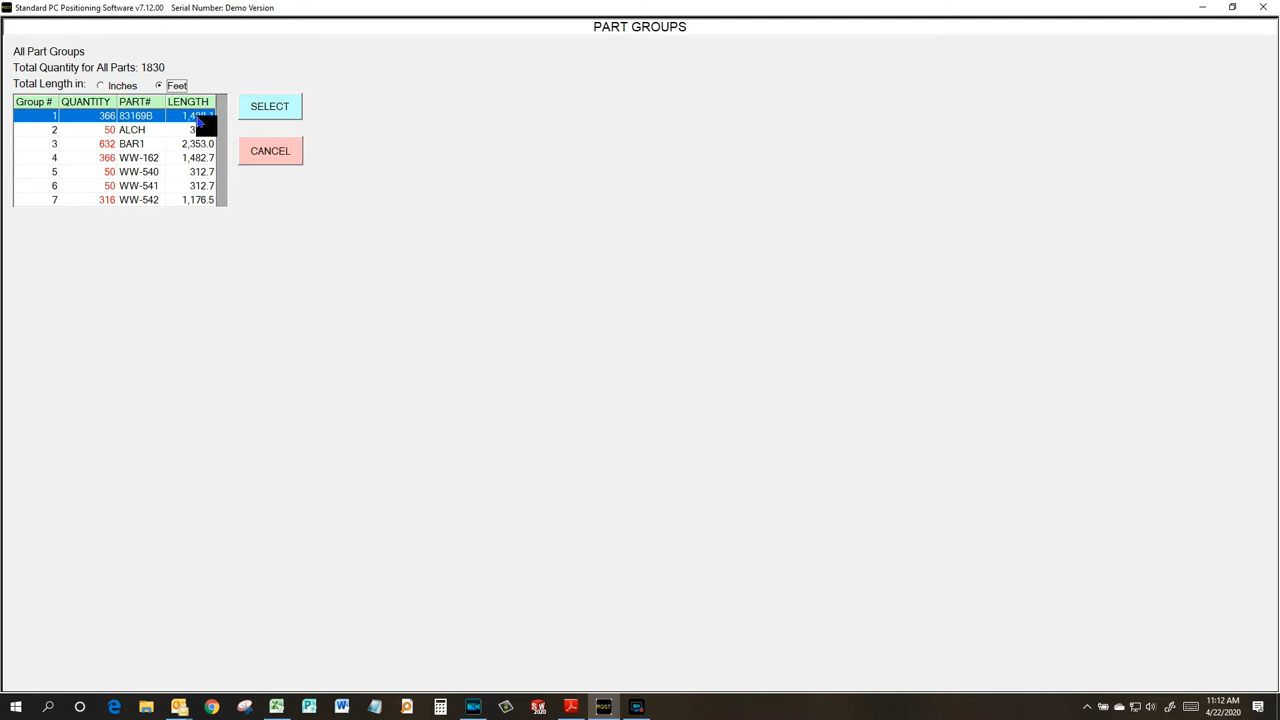 Standard PC Positioning Software v7.12.00 Serial Number: Demo Version
PART GROUPS
All Part Groups
Total Quantity for All Parts: 1830
Total Length in: Inches Feet
Group # QUANTITY PART# LENGTH
1 366 83169B
2 50 ALCH
3 632 BAR1 2,353.0
4 366 WW-162 1,482.7
5 50 WW-540 312.7
6 50 WW-541 312.7
7 316 WW-542 1,176.5
SELECT
CANCEL
RGST
11:12 AM
4/22/2020